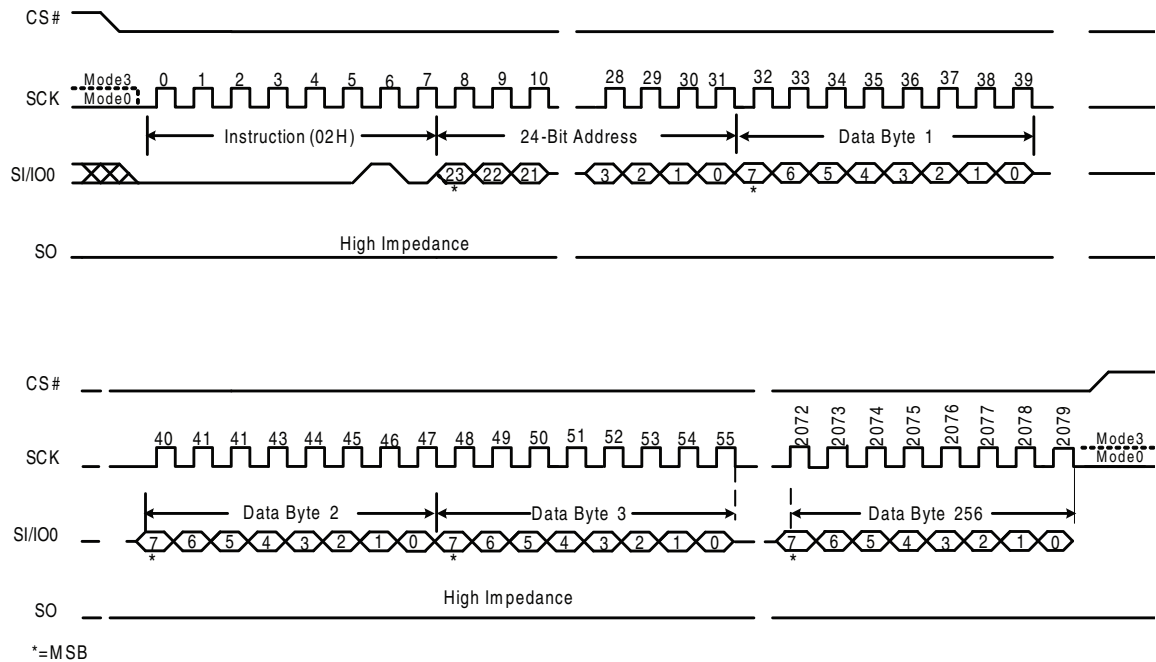 CS#
Mode3
0 1 2 3 4 5 6 7 8 9 10 28 29 30 31 32 33 34 35 36 37 38 39
SCK
Mode0
Instruction (02H) 24-Bit Address Data Byte 1
SI/IO0 23 22 21 3 2 1 0 7 6 5 4 3 2 1 0
* *
High Impedance
SO
CS#
40 41 41 43 44 45 46 47 48 49 50 51 52 53 54 55 2072 2073 2074 2075 2076 2077 2078 2079
Mode3
SCK
Mode0
Data Byte 2 Data Byte 3 Data Byte 256
SI/IO0 7 6 5 4 3 2 1 0 7 6 5 4 3 2 1 0 7 6 5 4 3 2 1 0
* * *
High Impedance
SO
*=MSB